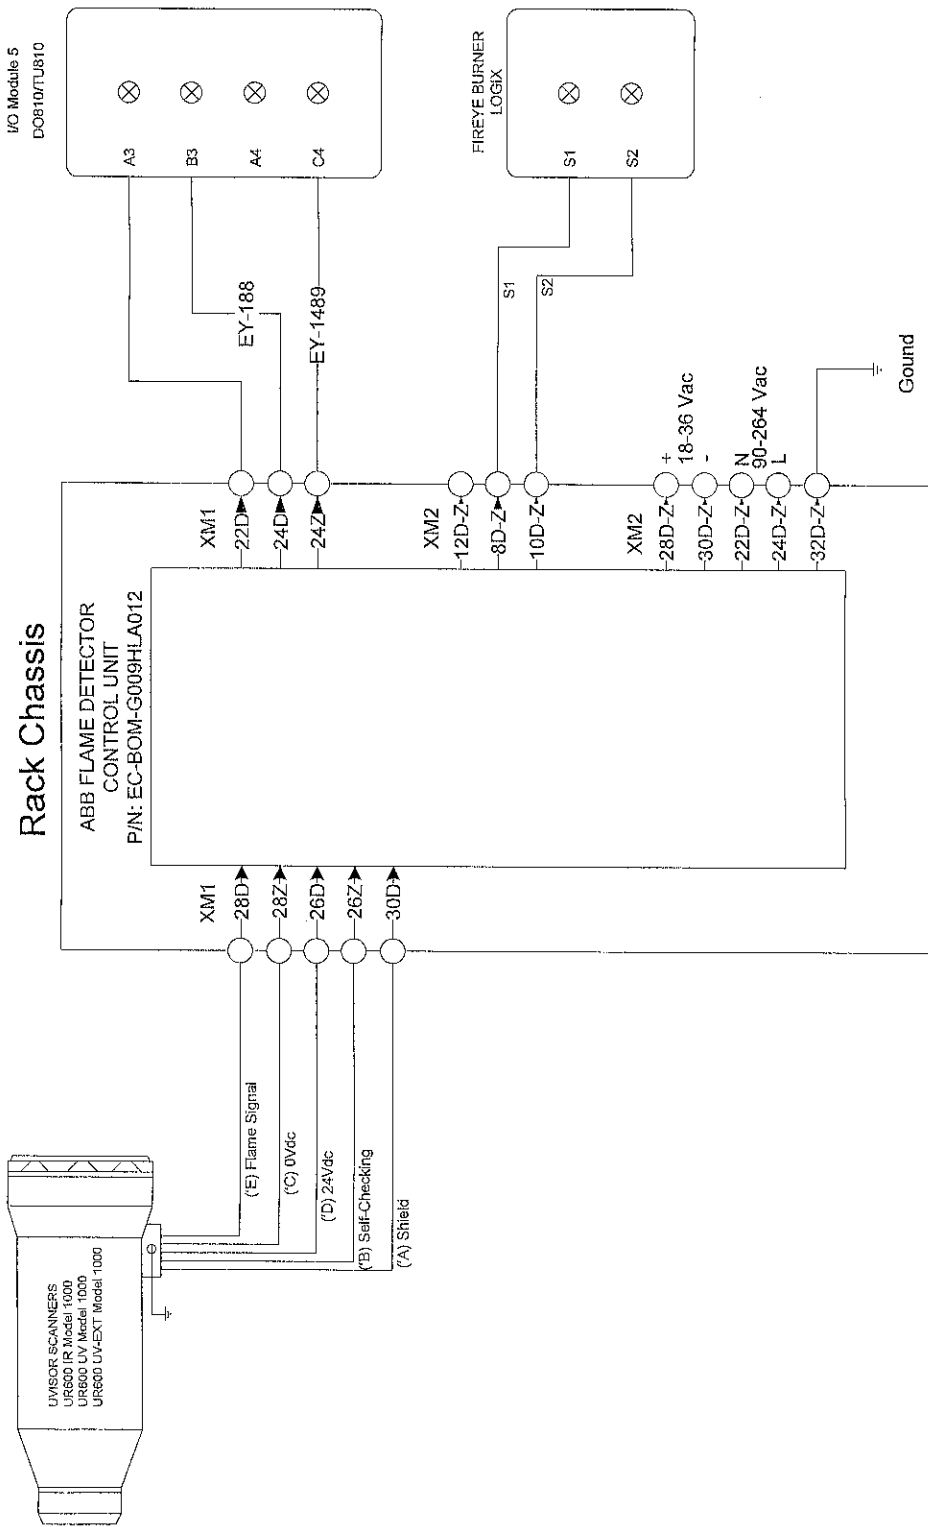 Rack Chassis
UVISOR SCANNERS
UR600 IR Model 1000
UR600 UV Model 1000
UR600 UV-EXT Model 1000
('E) Flame Signal
('C) 0Vdc
('D) 24Vdc
('B) Self-Checking
('A) Shield
ABB FLAME DETECTOR
CONTROL UNIT
P/N: EC-BOM-G009HLA012
XM1
28D
28Z
26D
26Z
30D
XM1
22D
24D
24Z
XM2
12D-Z
8D-Z
10D-Z
XM2
28D-Z
30D-Z
22D-Z
24D-Z
32D-Z
+
18-36 Vac
-
N
90-264 Vac
L
Gound
EY-188
EY-1489
S1
S2
I/O Module 5
DO810/TU810
A3
B3
A4
C4
FIREYE BURNER
LOGIX
S1
S2